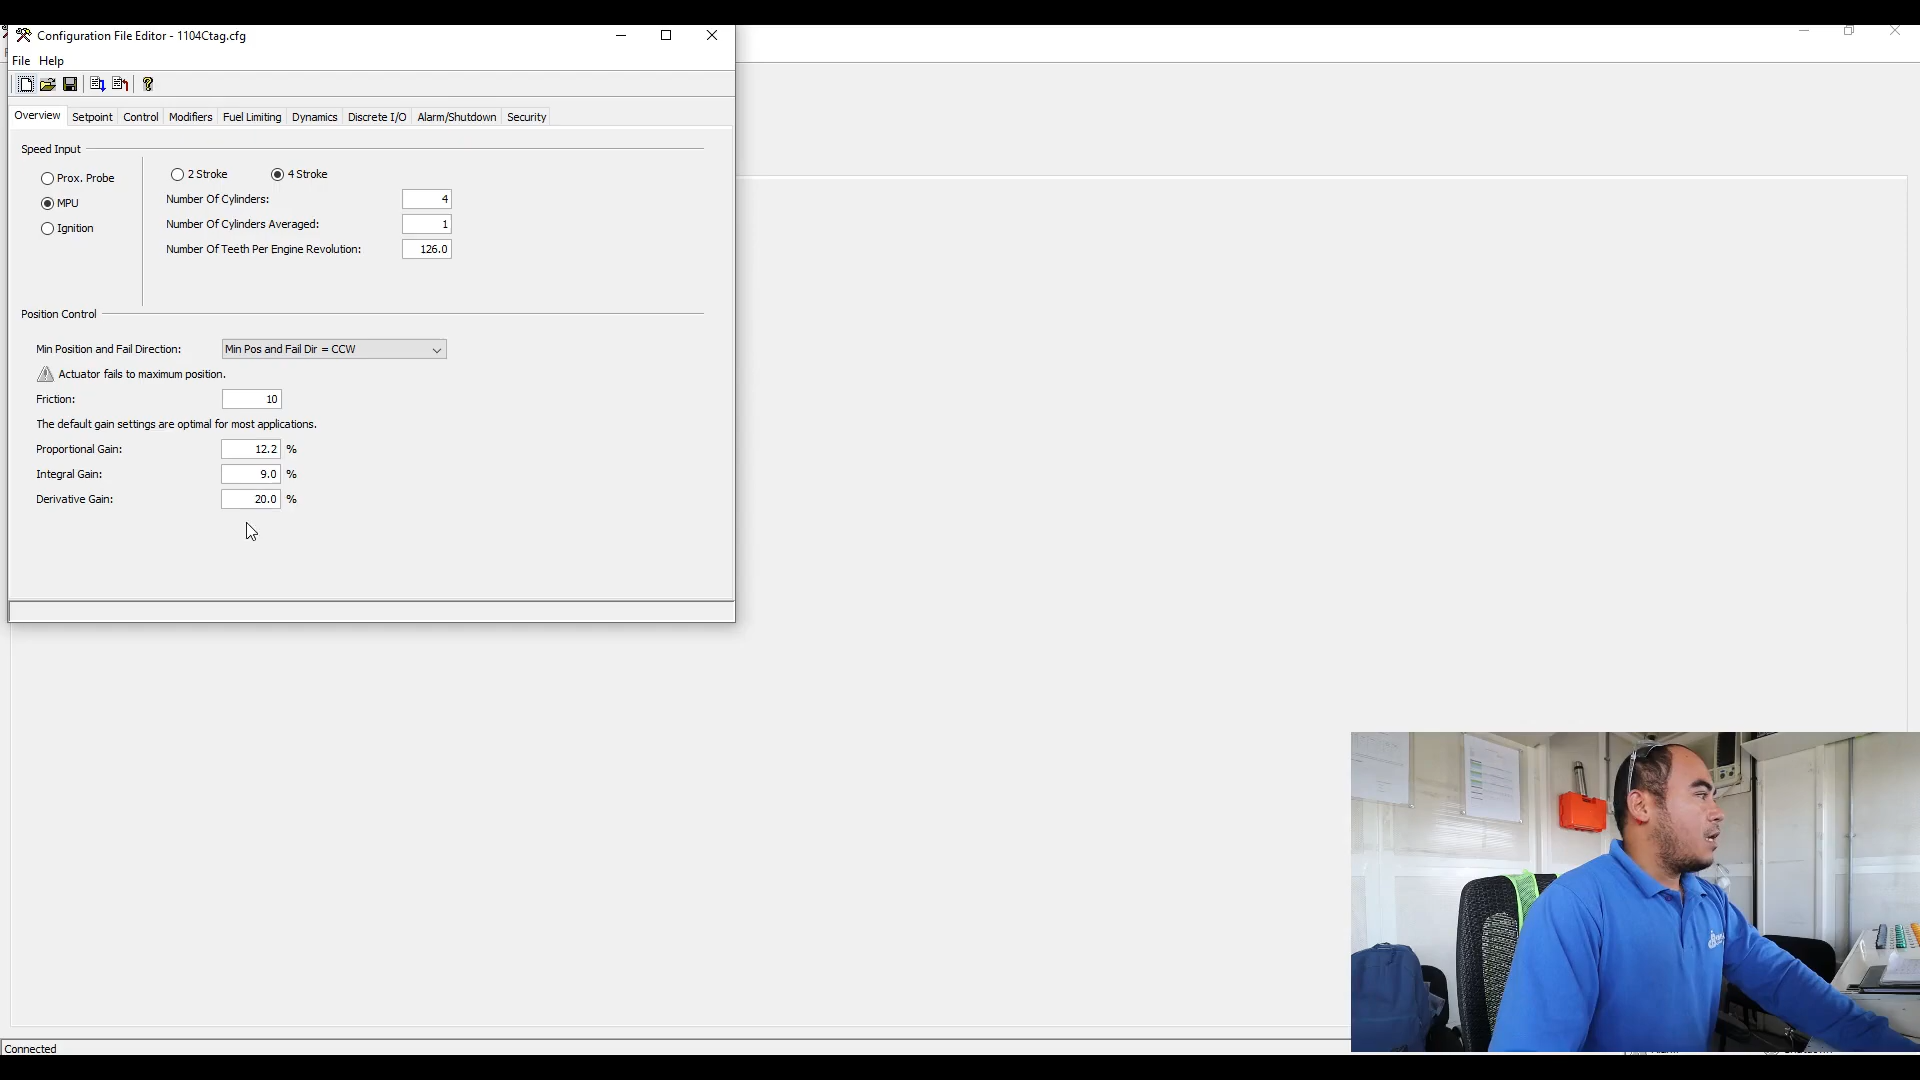 Configuration File Editor - 1104Ctag.cfg
File Help
Overview Setpoint Control Modifiers Fuel Limiting Dynamics Discrete I/O Alarm/Shutdown Security
Speed Input
Prox. Probe
MPU
Ignition
2 Stroke 4 Stroke
Number Of Cylinders: 4
Number Of Cylinders Averaged: 1
Number Of Teeth Per Engine Revolution: 126.0
Position Control
Min Position and Fail Direction: Min Pos and Fail Dir = CCW
Actuator fails to maximum position.
Friction: 10
The default gain settings are optimal for most applications.
Proportional Gain: 12.2 %
Integral Gain: 9.0 %
Derivative Gain: 20.0 %
Connected